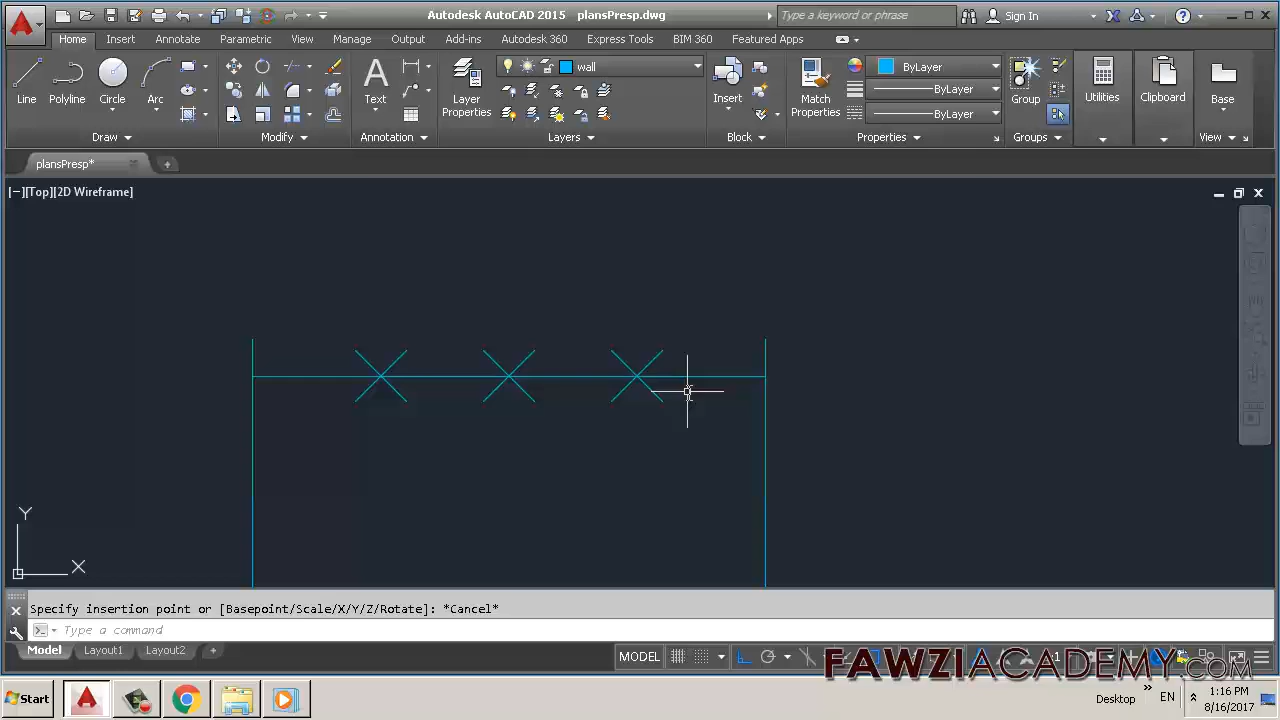 Autodesk AutoCAD 2015 plansPresp.dwg
Type a keyword or phrase
Sign In
Home Insert Annotate Parametric View Manage Output Add-ins Autodesk 360 Express Tools BIM 360 Featured Apps
Line Polyline Circle Arc
Text
Layer Properties
wall
Insert
Match Properties
ByLayer
ByLayer
ByLayer
Group
Utilities
Clipboard
Base
Draw Modify Annotation Layers Block Properties Groups View
plansPresp*
[−][Top][2D Wireframe]
Y
X
Specify insertion point or [Basepoint/Scale/X/Y/Z/Rotate]: *Cancel*
Type a command
Model Layout1 Layout2
MODEL
FAWZIACADEMY.COM
Start
Desktop
EN
1:16 PM
8/16/2017